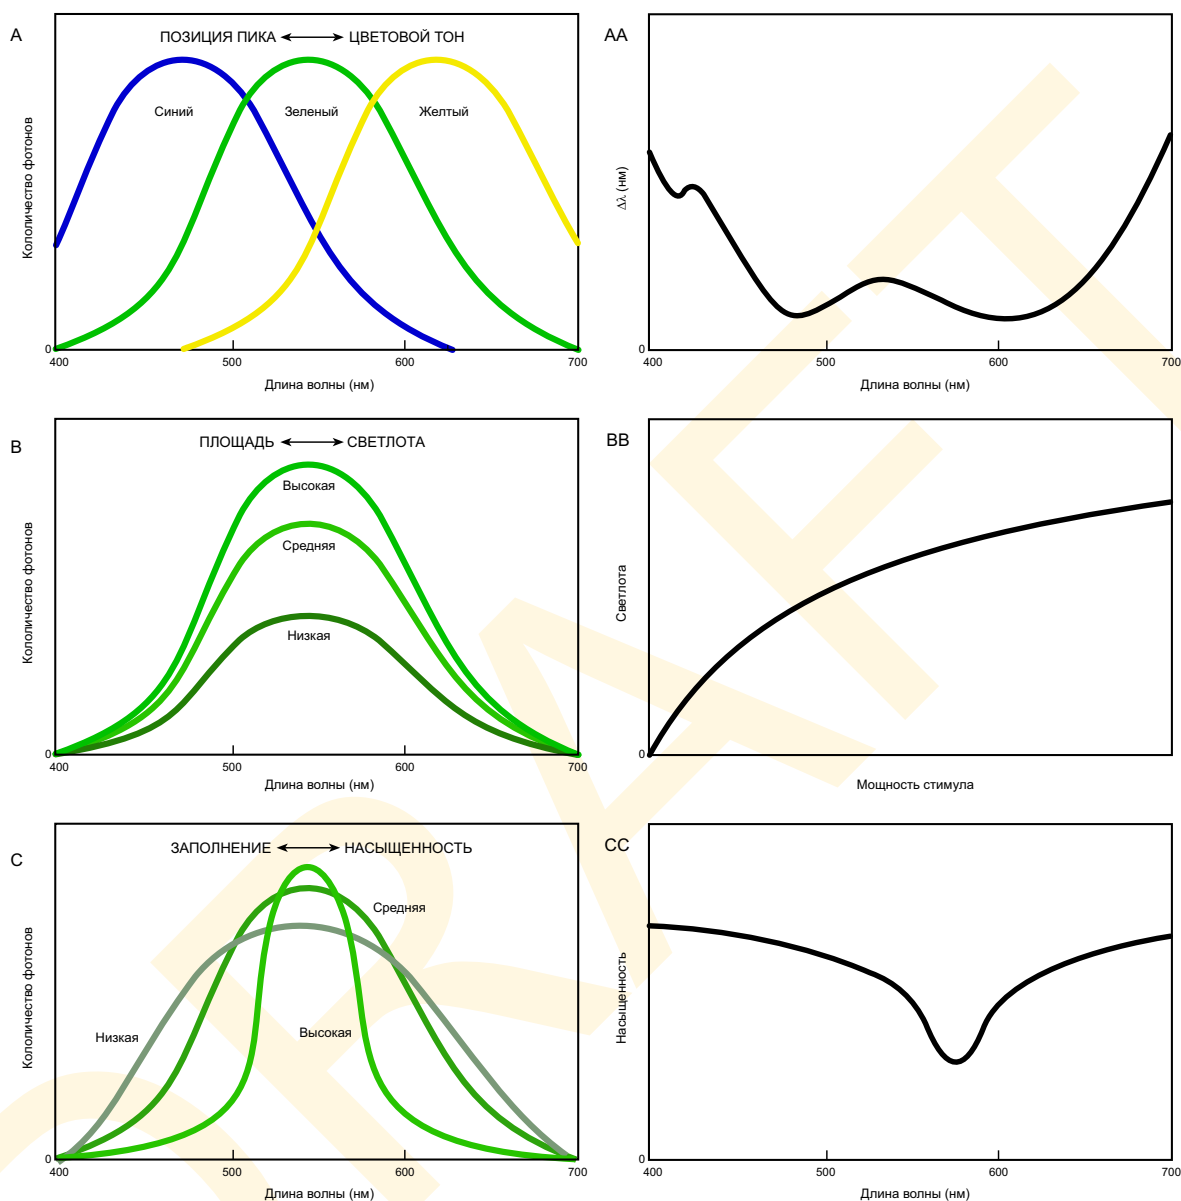 A
ПОЗИЦИЯ ПИКА ЦВЕТОВОЙ ТОН
Синий
Зеленый
Желтый
Кололичество фотонов
0
400 500 600 700
Длина волны (нм)
AA
Δλ (нм)
0
400 500 600 700
Длина волны (нм)
B
ПЛОЩАДЬ СВЕТЛОТА
Высокая
Средняя
Низкая
Кололичество фотонов
0
400 500 600 700
Длина волны (нм)
BB
Светлота
0
Мощность стимула
C
ЗАПОЛНЕНИЕ НАСЫЩЕННОСТЬ
Средняя
Низкая
Высокая
Кололичество фотонов
0
400 500 600 700
Длина волны (нм)
CC
Насыщенность
0
400 500 600 700
Длина волны (нм)
DRAFT